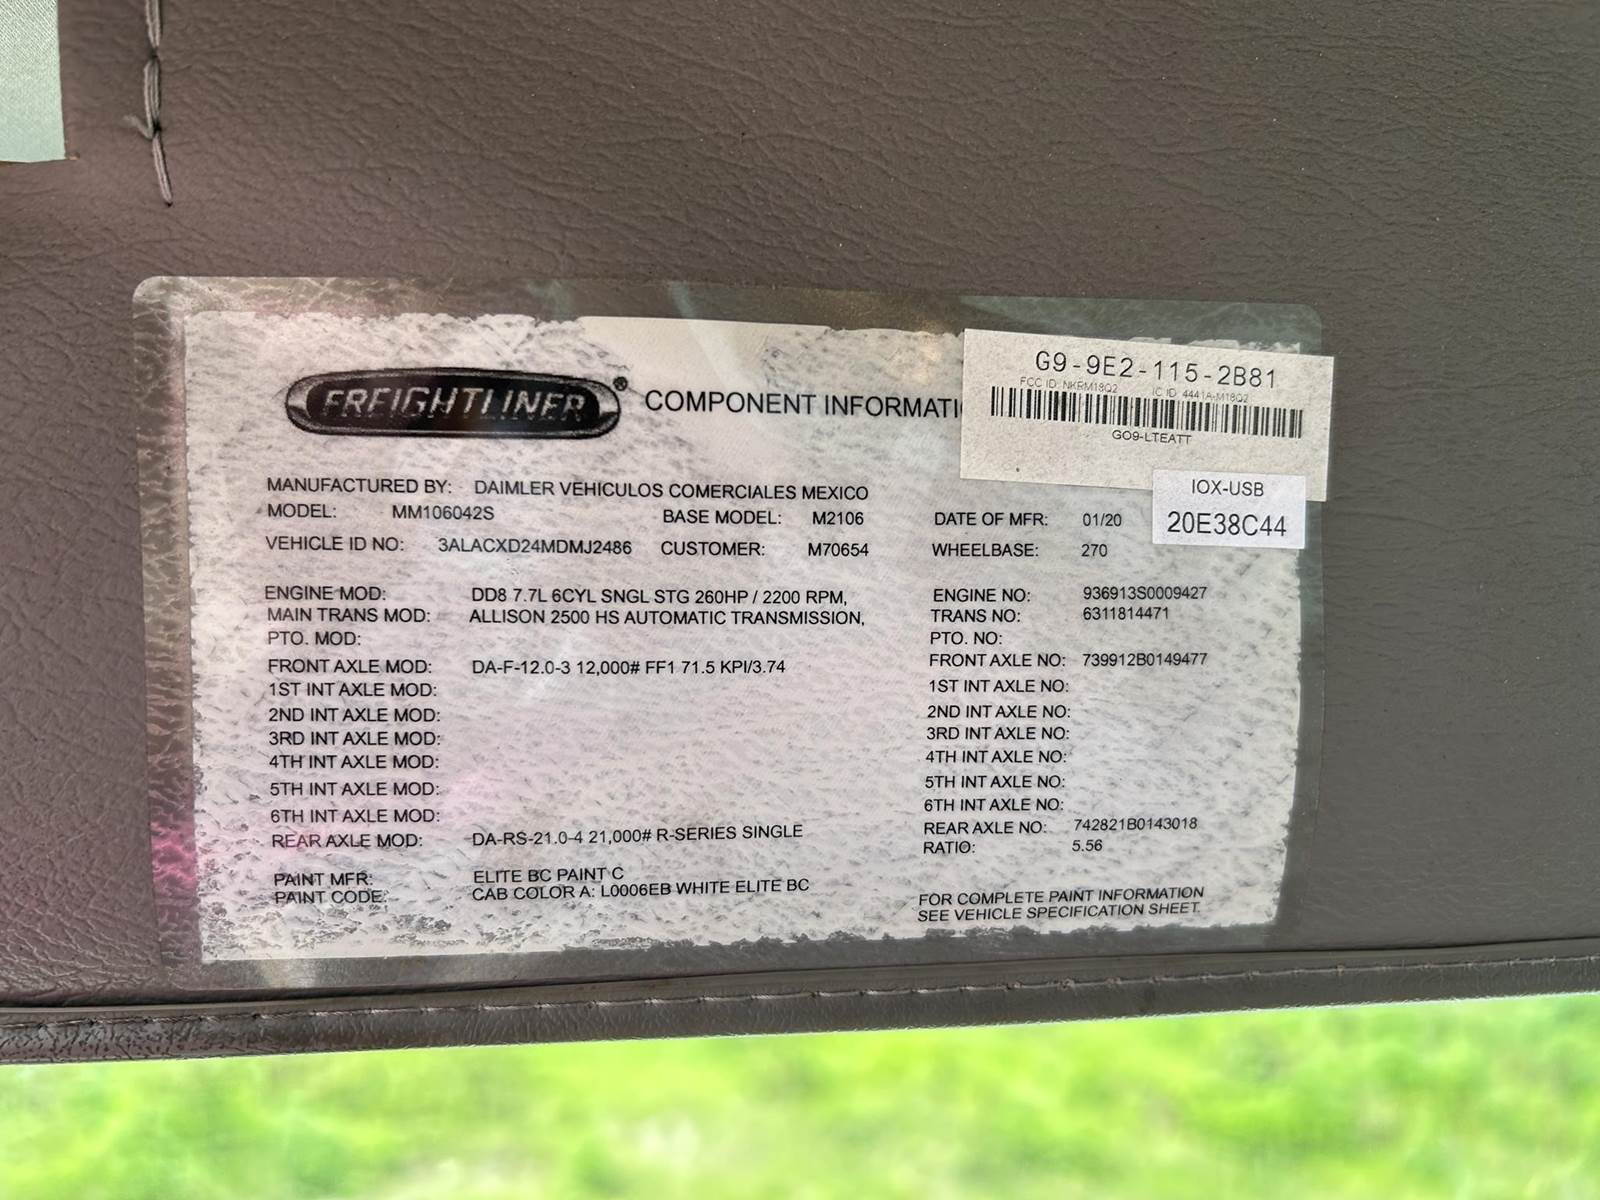 FREIGHTLINER® COMPONENT INFORMATI
G9-9E2-115-2B81
FCC ID: NKRM18Q2 IC ID: 4441A-M18Q2
GO9-LTEATT
IOX-USB
20E38C44
MANUFACTURED BY: DAIMLER VEHICULOS COMERCIALES MEXICO
MODEL: MM106042S BASE MODEL: M2106 DATE OF MFR: 01/20
VEHICLE ID NO: 3ALACXD24MDMJ2486 CUSTOMER: M70654 WHEELBASE: 270
ENGINE MOD: DD8 7.7L 6CYL SNGL STG 260HP / 2200 RPM, ENGINE NO: 936913S0009427
MAIN TRANS MOD: ALLISON 2500 HS AUTOMATIC TRANSMISSION, TRANS NO: 6311814471
PTO. MOD: PTO. NO:
FRONT AXLE MOD: DA-F-12.0-3 12,000# FF1 71.5 KPI/3.74 FRONT AXLE NO: 739912B0149477
1ST INT AXLE MOD: 1ST INT AXLE NO:
2ND INT AXLE MOD: 2ND INT AXLE NO:
3RD INT AXLE MOD: 3RD INT AXLE NO:
4TH INT AXLE MOD: 4TH INT AXLE NO:
5TH INT AXLE MOD: 5TH INT AXLE NO:
6TH INT AXLE MOD: 6TH INT AXLE NO:
REAR AXLE MOD: DA-RS-21.0-4 21,000# R-SERIES SINGLE REAR AXLE NO: 742821B0143018
RATIO: 5.56
PAINT MFR: ELITE BC PAINT C
PAINT CODE: CAB COLOR A: L0006EB WHITE ELITE BC
FOR COMPLETE PAINT INFORMATION
SEE VEHICLE SPECIFICATION SHEET.